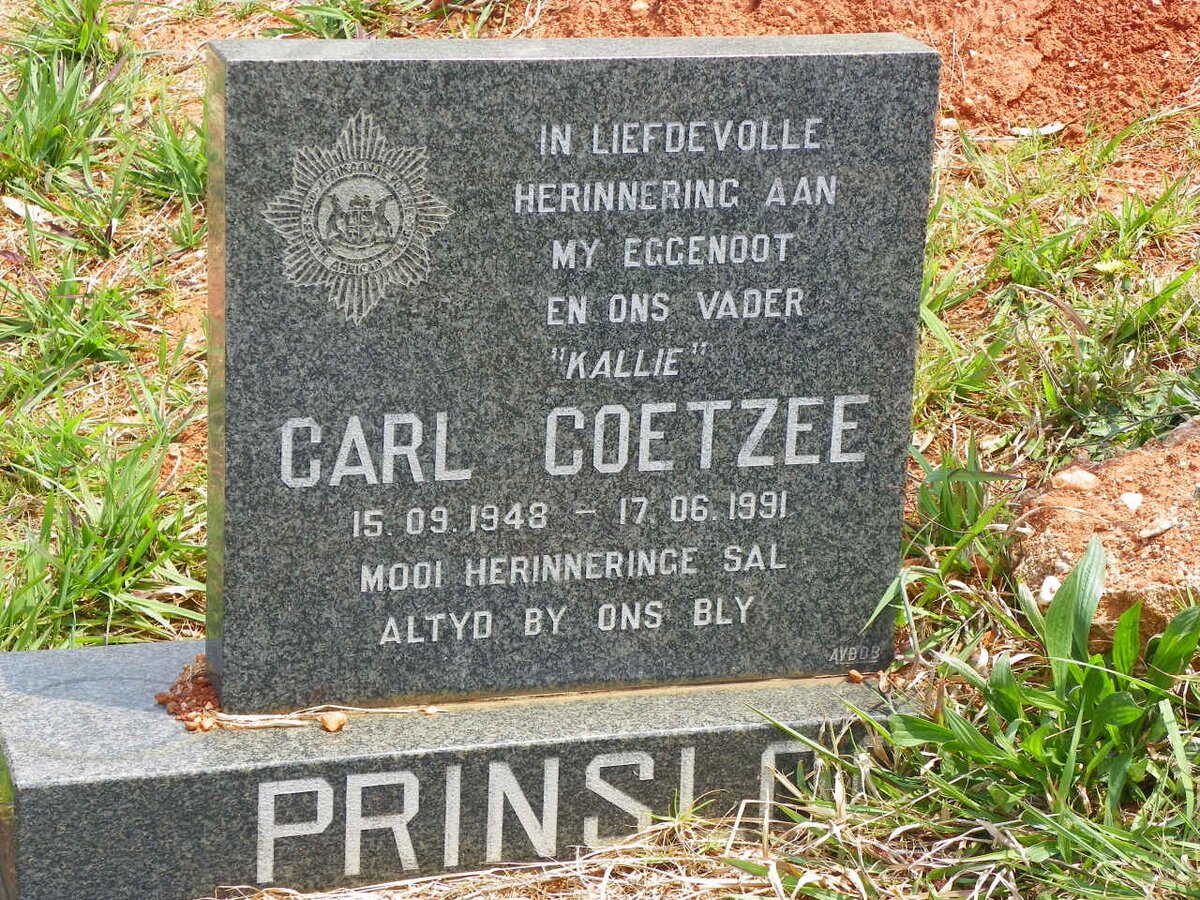 IN LIEFDEVOLLE
HERINNERING AAN
MY EGGENOOT
EN ONS VADER
"KALLIE"
CARL COETZEE
15.09.1948 – 17.06.1991
MOOI HERINNERINGE SAL
ALTYD BY ONS BLY
AVBOB